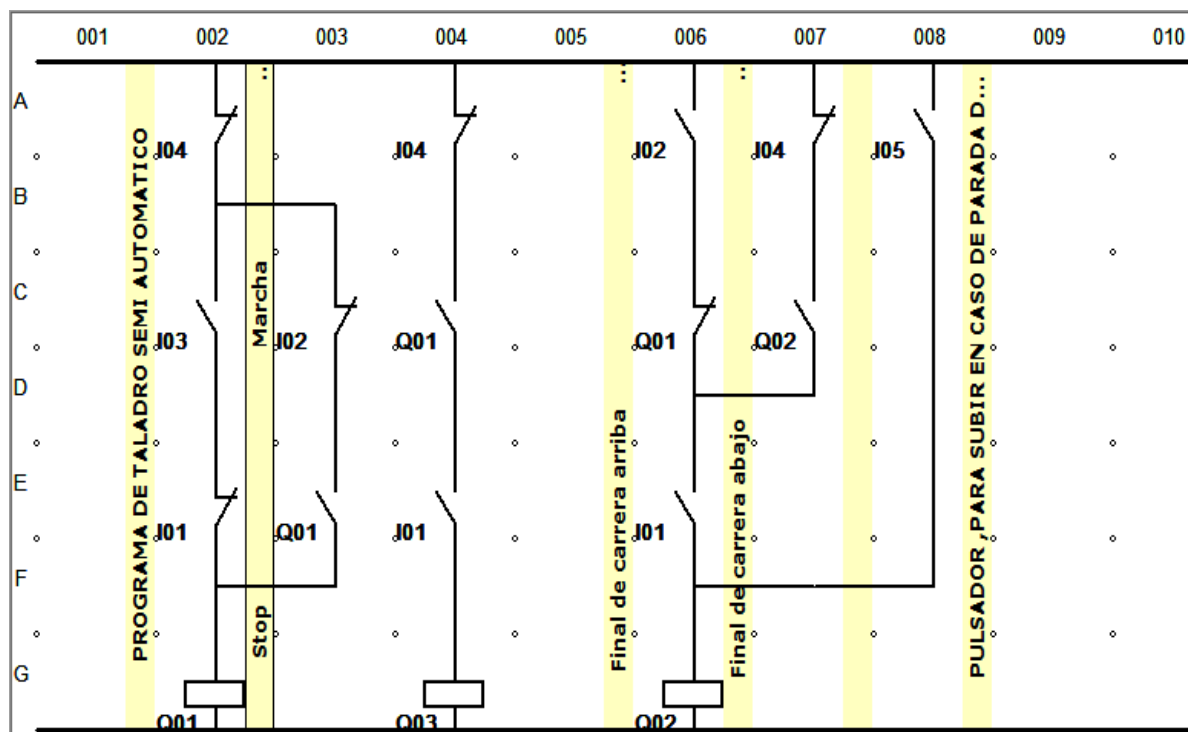 001 002 003 004 005 006 007 008 009 010
A
I04 I04 I02 I04 I05
B
C
I03 I02 Q01 Q01 Q02
D
E
I01 Q01 I01 I01
F
G
Q01 Q03 Q02
PROGRAMA DE TALADRO SEMI AUTOMATICO
Stop Marcha ...
Final de carrera arriba ...
Final de carrera abajo ...
PULSADOR ,PARA SUBIR EN CASO DE PARADA D...